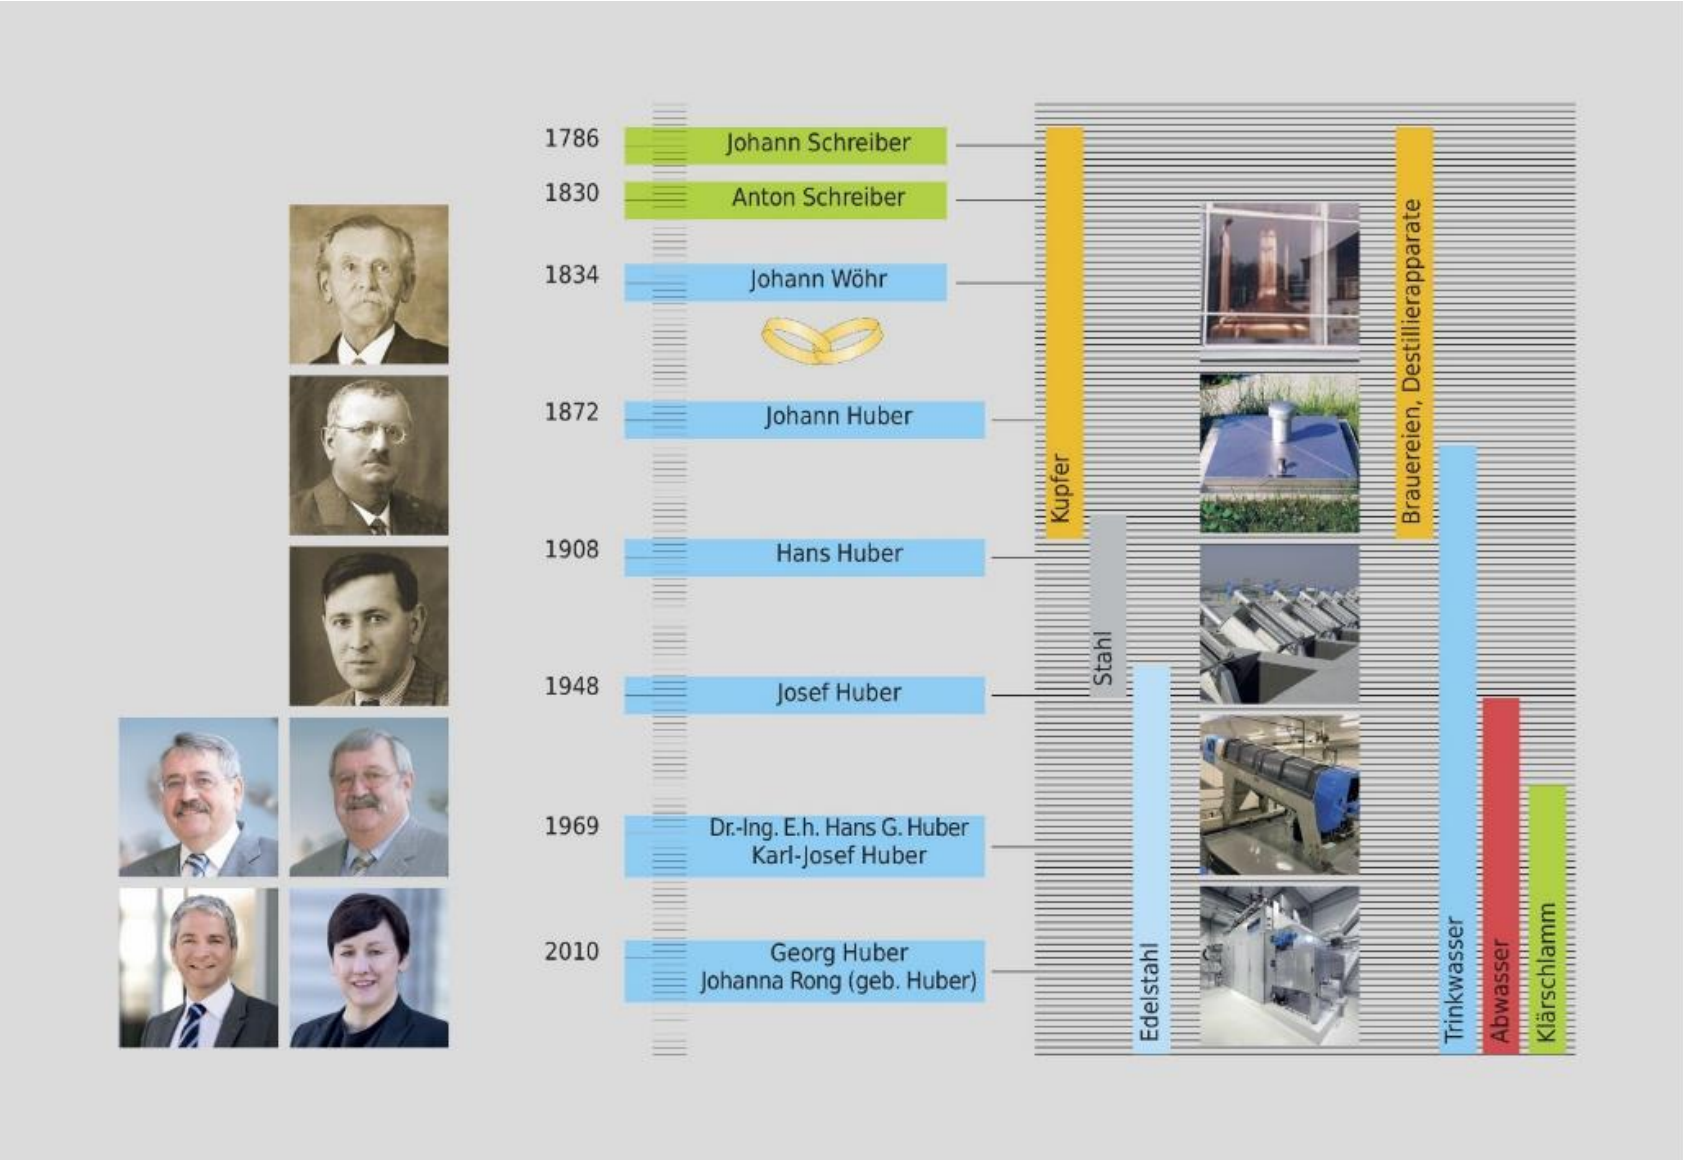 1786
Johann Schreiber
1830
Anton Schreiber
1834
Johann Wöhr
1872
Johann Huber
1908
Hans Huber
1948
Josef Huber
1969
Dr.-Ing. E.h. Hans G. Huber
Karl-Josef Huber
2010
Georg Huber
Johanna Rong (geb. Huber)
Kupfer
Stahl
Edelstahl
Brauereien, Destillierapparate
Trinkwasser
Abwasser
Klärschlamm